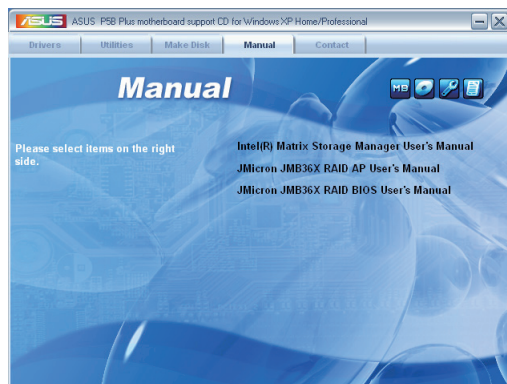 ASUS ASUS P5B Plus motherboard support CD for Windows XP Home/Professional
Drivers Utilities Make Disk Manual Contact
Manual
MB
Please select items on the right
side.
Intel(R) Matrix Storage Manager User's Manual
JMicron JMB36X RAID AP User's Manual
JMicron JMB36X RAID BIOS User's Manual